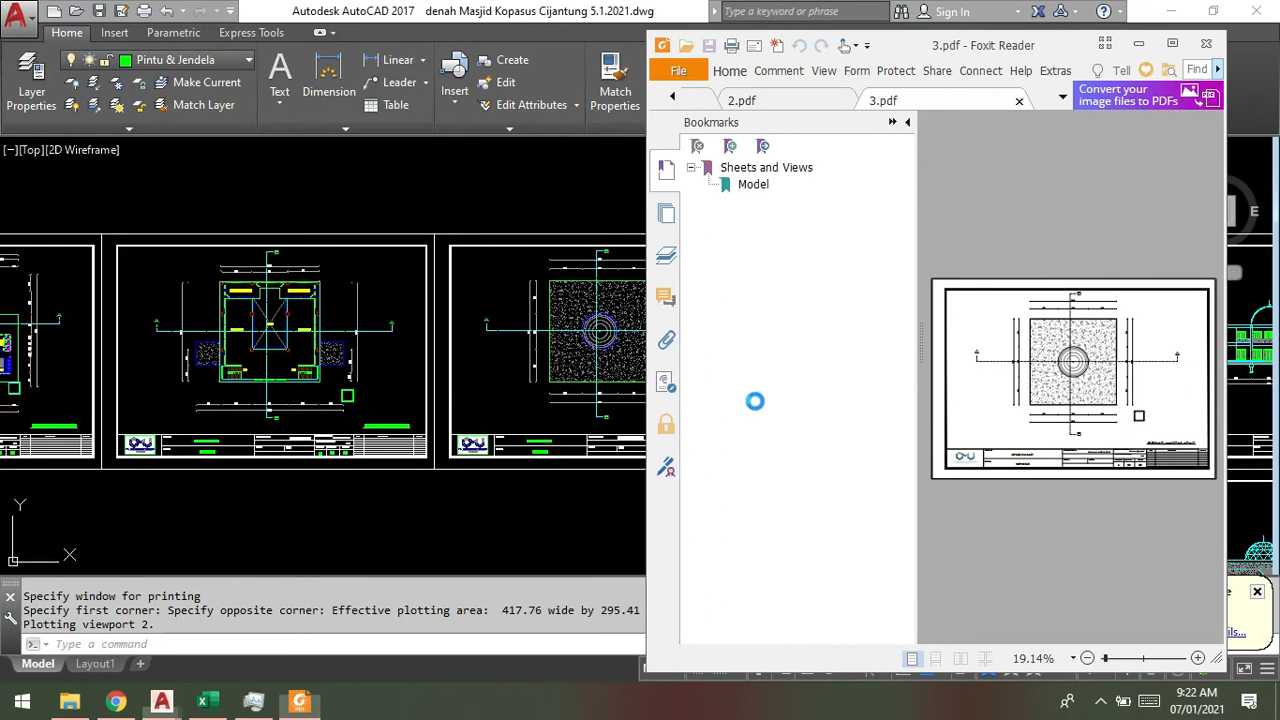 Autodesk AutoCAD 2017 denah Masjid Kopasus Cijantung 5.1.2021.dwg
Type a keyword or phrase
Sign In
Home
Insert
Parametric
Express Tools
Pintu & Jendela
Make Current
Match Layer
Layer
Properties
Text
Dimension
Linear
Leader
Table
Insert
Create
Edit
Edit Attributes
Match
Properties
[−][Top][2D Wireframe]
3.pdf - Foxit Reader
File
Home
Comment
View
Form
Protect
Share
Connect
Help
Extras
Tell
Find
2.pdf
3.pdf
Convert your
image files to PDFs
Bookmarks
Sheets and Views
Model
E
Y
X
Specify window for printing
Specify first corner: Specify opposite corner: Effective plotting area: 417.76 wide by 295.41
Plotting viewport 2.
Type a command
Model
Layout1
M
ils...
19.14%
9:22 AM
07/01/2021